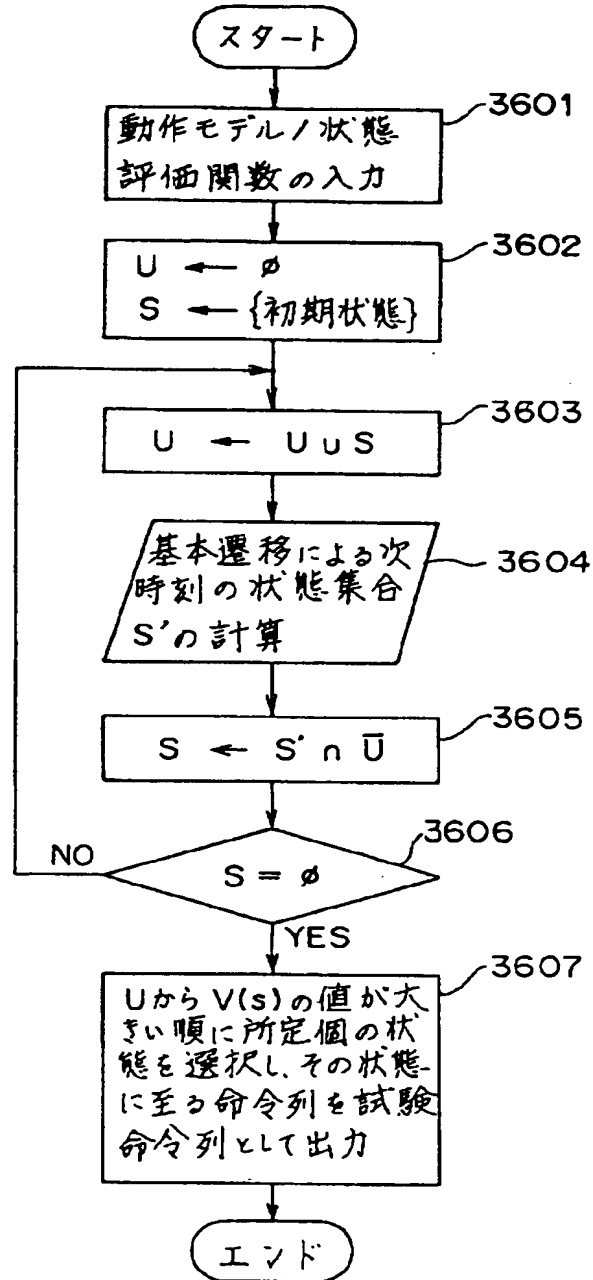 スタート
3601
動作モデル/状態
評価関数の入力
3602
U ← ø
S ← {初期状態}
3603
U ← U ∪ S
基本遷移による次
時刻の状態集合
S'の計算
3604
3605
S ← S' ∩ U̅
3606
NO
S = ø
YES
3607
UからV(s)の値が大
きい順に所定個の状
態を選択し、その状態
に至る命令列を試験
命令列として出力
エンド